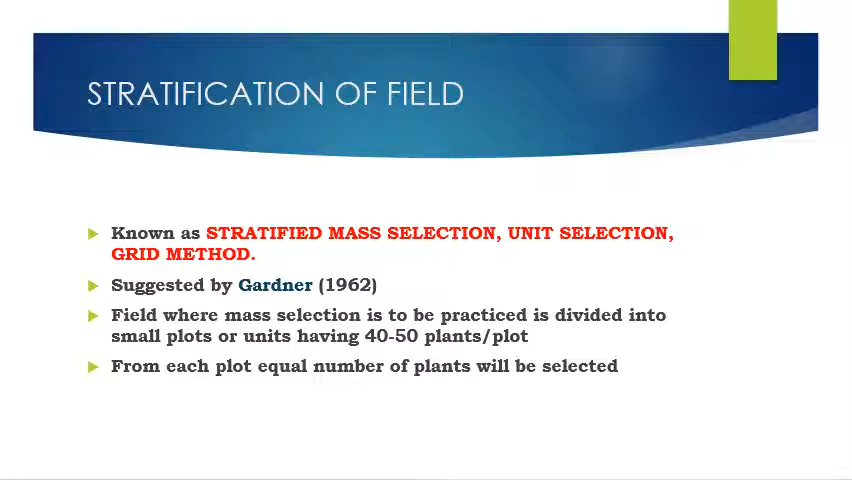 STRATIFICATION OF FIELD
Known as STRATIFIED MASS SELECTION, UNIT SELECTION,
GRID METHOD.
Suggested by Gardner (1962)
Field where mass selection is to be practiced is divided into
small plots or units having 40-50 plants/plot
From each plot equal number of plants will be selected